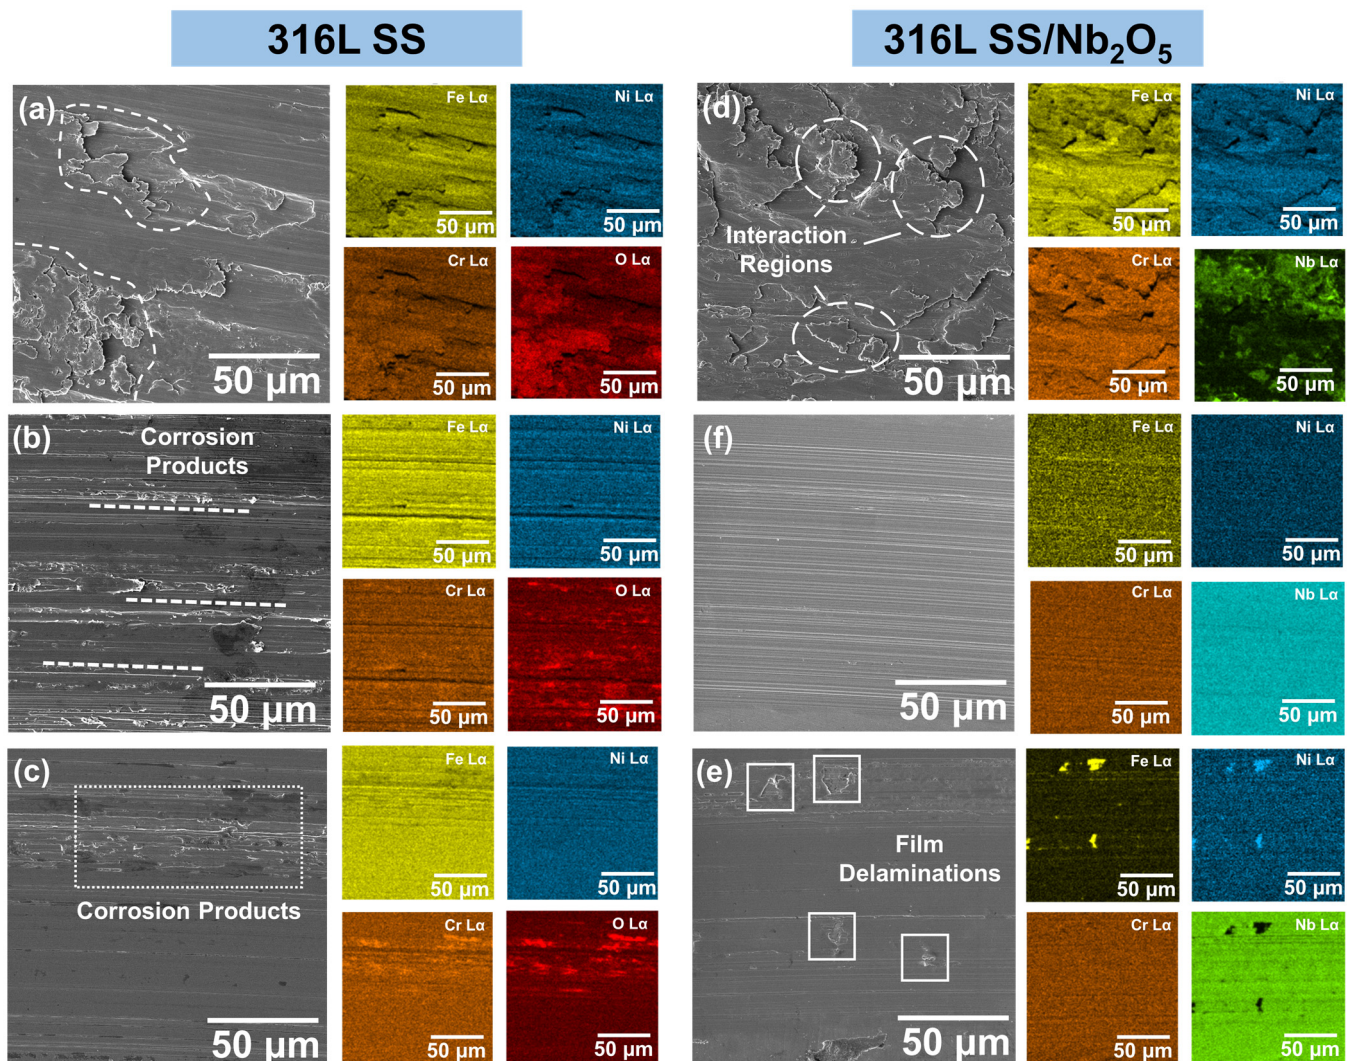 316L SS
316L SS/Nb₂O₅
(a)
50 µm
Fe Lα
50 µm
Ni Lα
50 µm
Cr Lα
50 µm
O Lα
50 µm
(d)
Interaction
Regions
50 µm
Fe Lα
50 µm
Ni Lα
50 µm
Cr Lα
50 µm
Nb Lα
50 µm
(b)
Corrosion
Products
50 µm
Fe Lα
50 µm
Ni Lα
50 µm
Cr Lα
50 µm
O Lα
50 µm
(f)
50 µm
Fe Lα
50 µm
Ni Lα
50 µm
Cr Lα
50 µm
Nb Lα
50 µm
(c)
Corrosion Products
50 µm
Fe Lα
50 µm
Ni Lα
50 µm
Cr Lα
50 µm
O Lα
50 µm
(e)
Film
Delaminations
50 µm
Fe Lα
50 µm
Ni Lα
50 µm
Cr Lα
50 µm
Nb Lα
50 µm